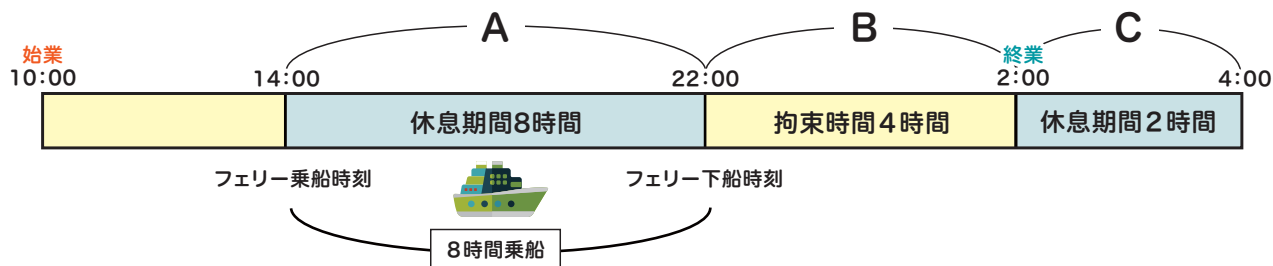 A
B
C
始業
終業
10:00
14:00
22:00
2:00
4:00
休息期間8時間
拘束時間4時間
休息期間2時間
フェリー乗船時刻
フェリー下船時刻
8時間乗船